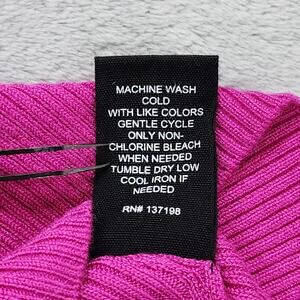 MACHINE WASH
COLD
WITH LIKE COLORS
GENTLE CYCLE
ONLY NON-
CHLORINE BLEACH
WHEN NEEDED
TUMBLE DRY LOW
COOL IRON IF
NEEDED
RN# 137198